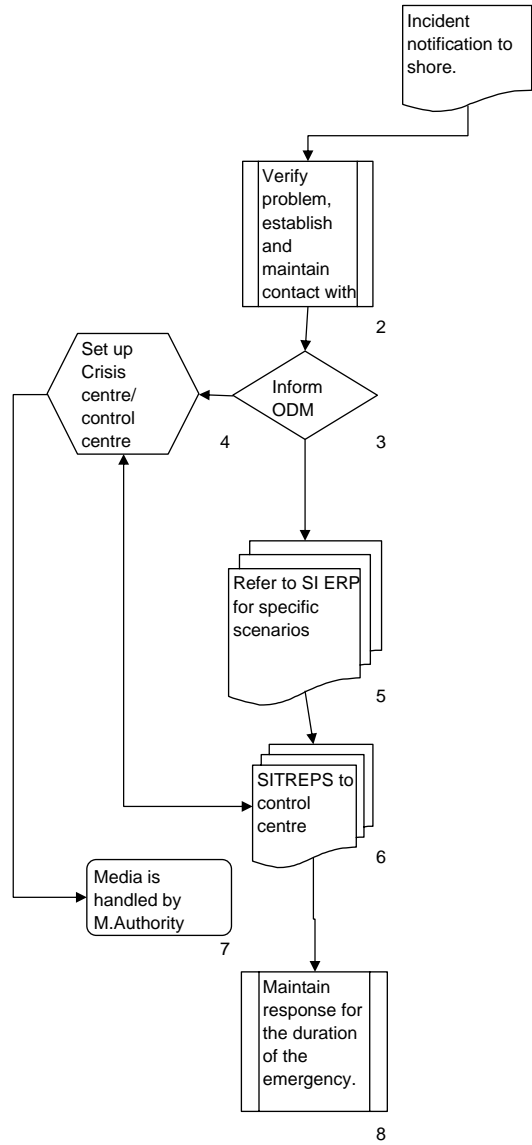 Incident
notification to
shore.
Verify
problem,
establish
and
maintain
contact with
2
Inform
ODM
3
Set up
Crisis
centre/
control
centre
4
Refer to SI ERP
for specific
scenarios
5
SITREPS to
control
centre
6
Media is
handled by
M.Authority
7
Maintain
response for
the duration
of the
emergency.
8